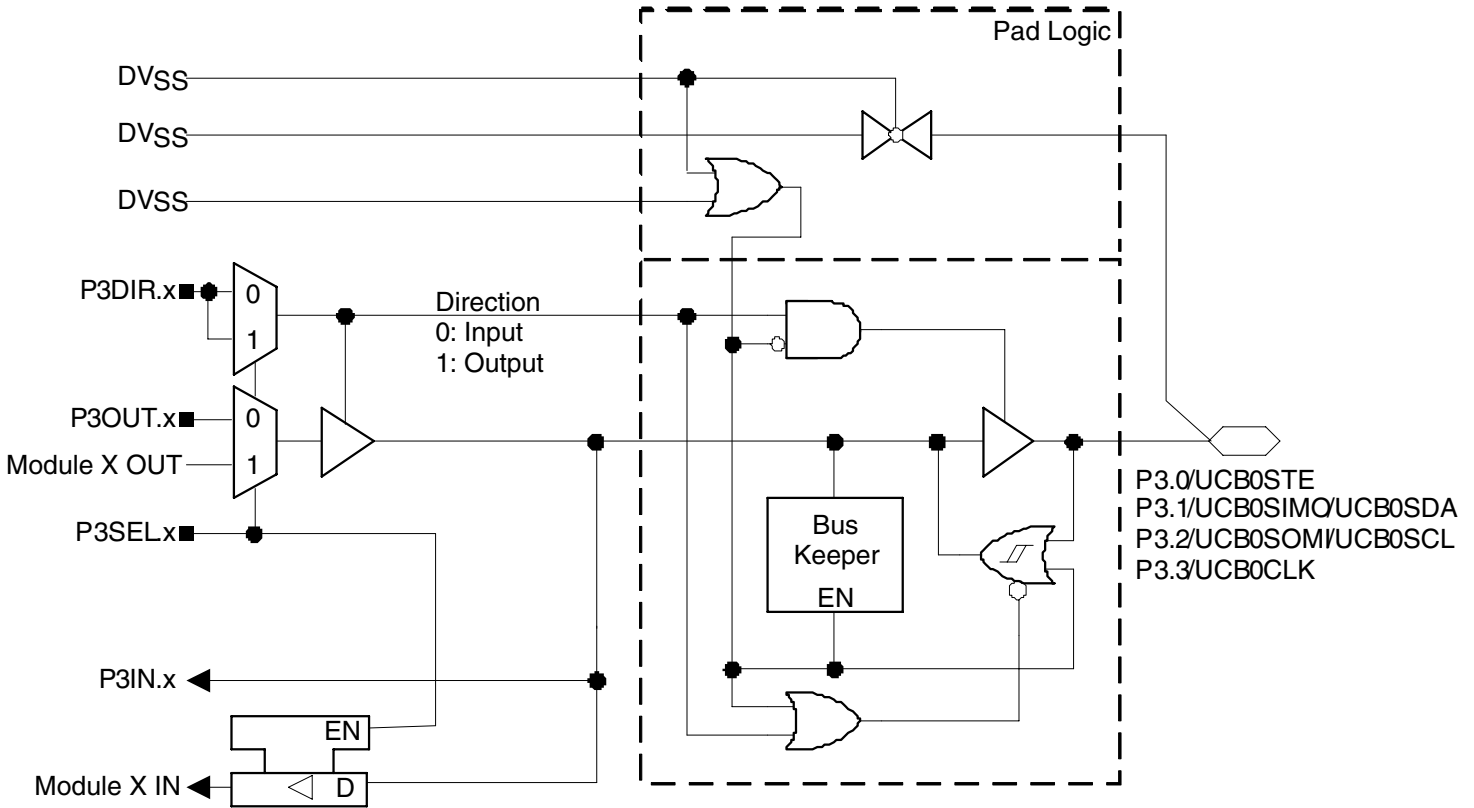 Pad Logic
DVSS
DVSS
DVSS
P3DIR.x
0
1
Direction
0: Input
1: Output
P3OUT.x
0
Module X OUT
1
P3SEL.x
Bus
Keeper
EN
P3.0/UCB0STE
P3.1/UCB0SIMO/UCB0SDA
P3.2/UCB0SOMI/UCB0SCL
P3.3/UCB0CLK
P3IN.x
EN
Module X IN
D